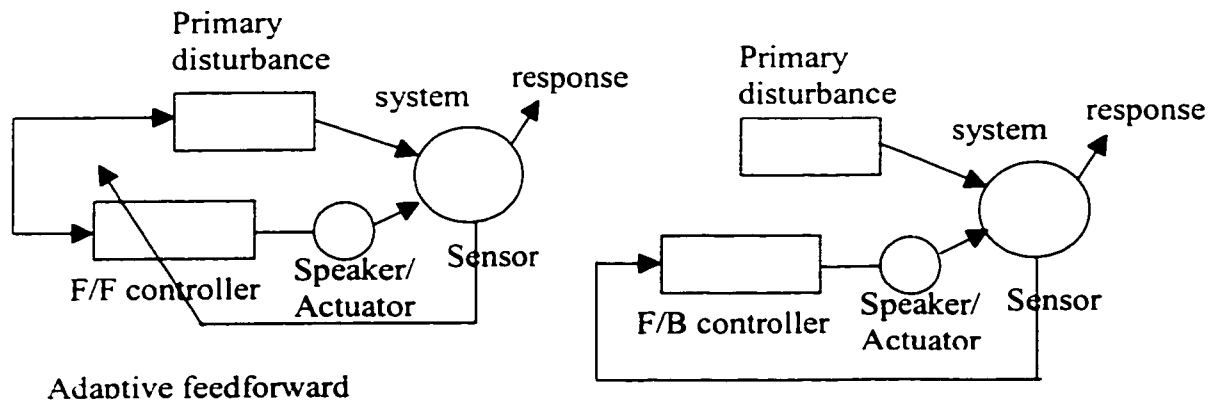 Primary
disturbance
system
response
F/F controller
Speaker/
Actuator
Sensor
Adaptive feedforward
Primary
disturbance
system
response
F/B controller
Speaker/
Actuator
Sensor